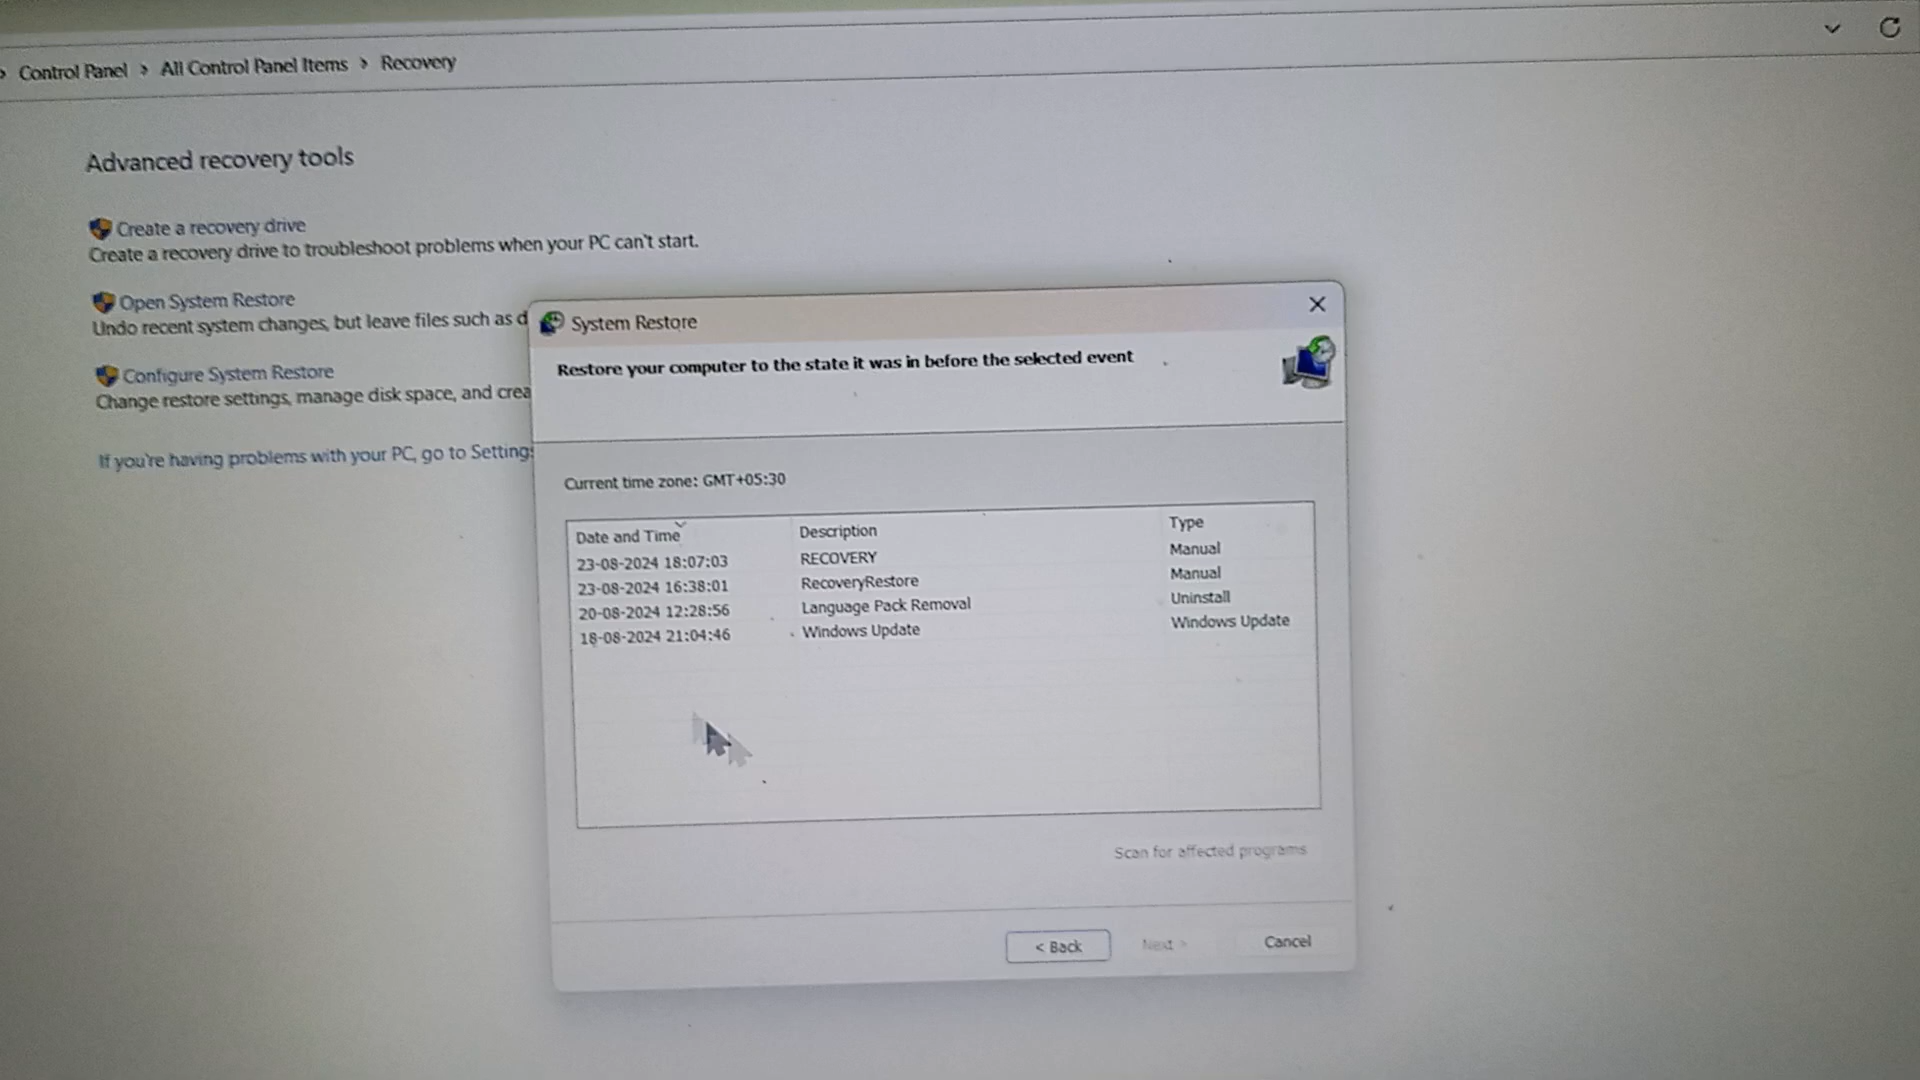 Control Panel > All Control Panel Items > Recovery
Advanced recovery tools
Create a recovery drive
Create a recovery drive to troubleshoot problems when your PC can't start.
Open System Restore
Undo recent system changes, but leave files such as d
Configure System Restore
Change restore settings, manage disk space, and crea
If you're having problems with your PC, go to Settings
System Restore
Restore your computer to the state it was in before the selected event
Current time zone: GMT+05:30
Date and Time Description Type
23-08-2024 18:07:03 RECOVERY Manual
23-08-2024 16:38:01 RecoveryRestore Manual
20-08-2024 12:28:56 Language Pack Removal Uninstall
18-08-2024 21:04:46 Windows Update Windows Update
Scan for affected programs
< Back Next > Cancel